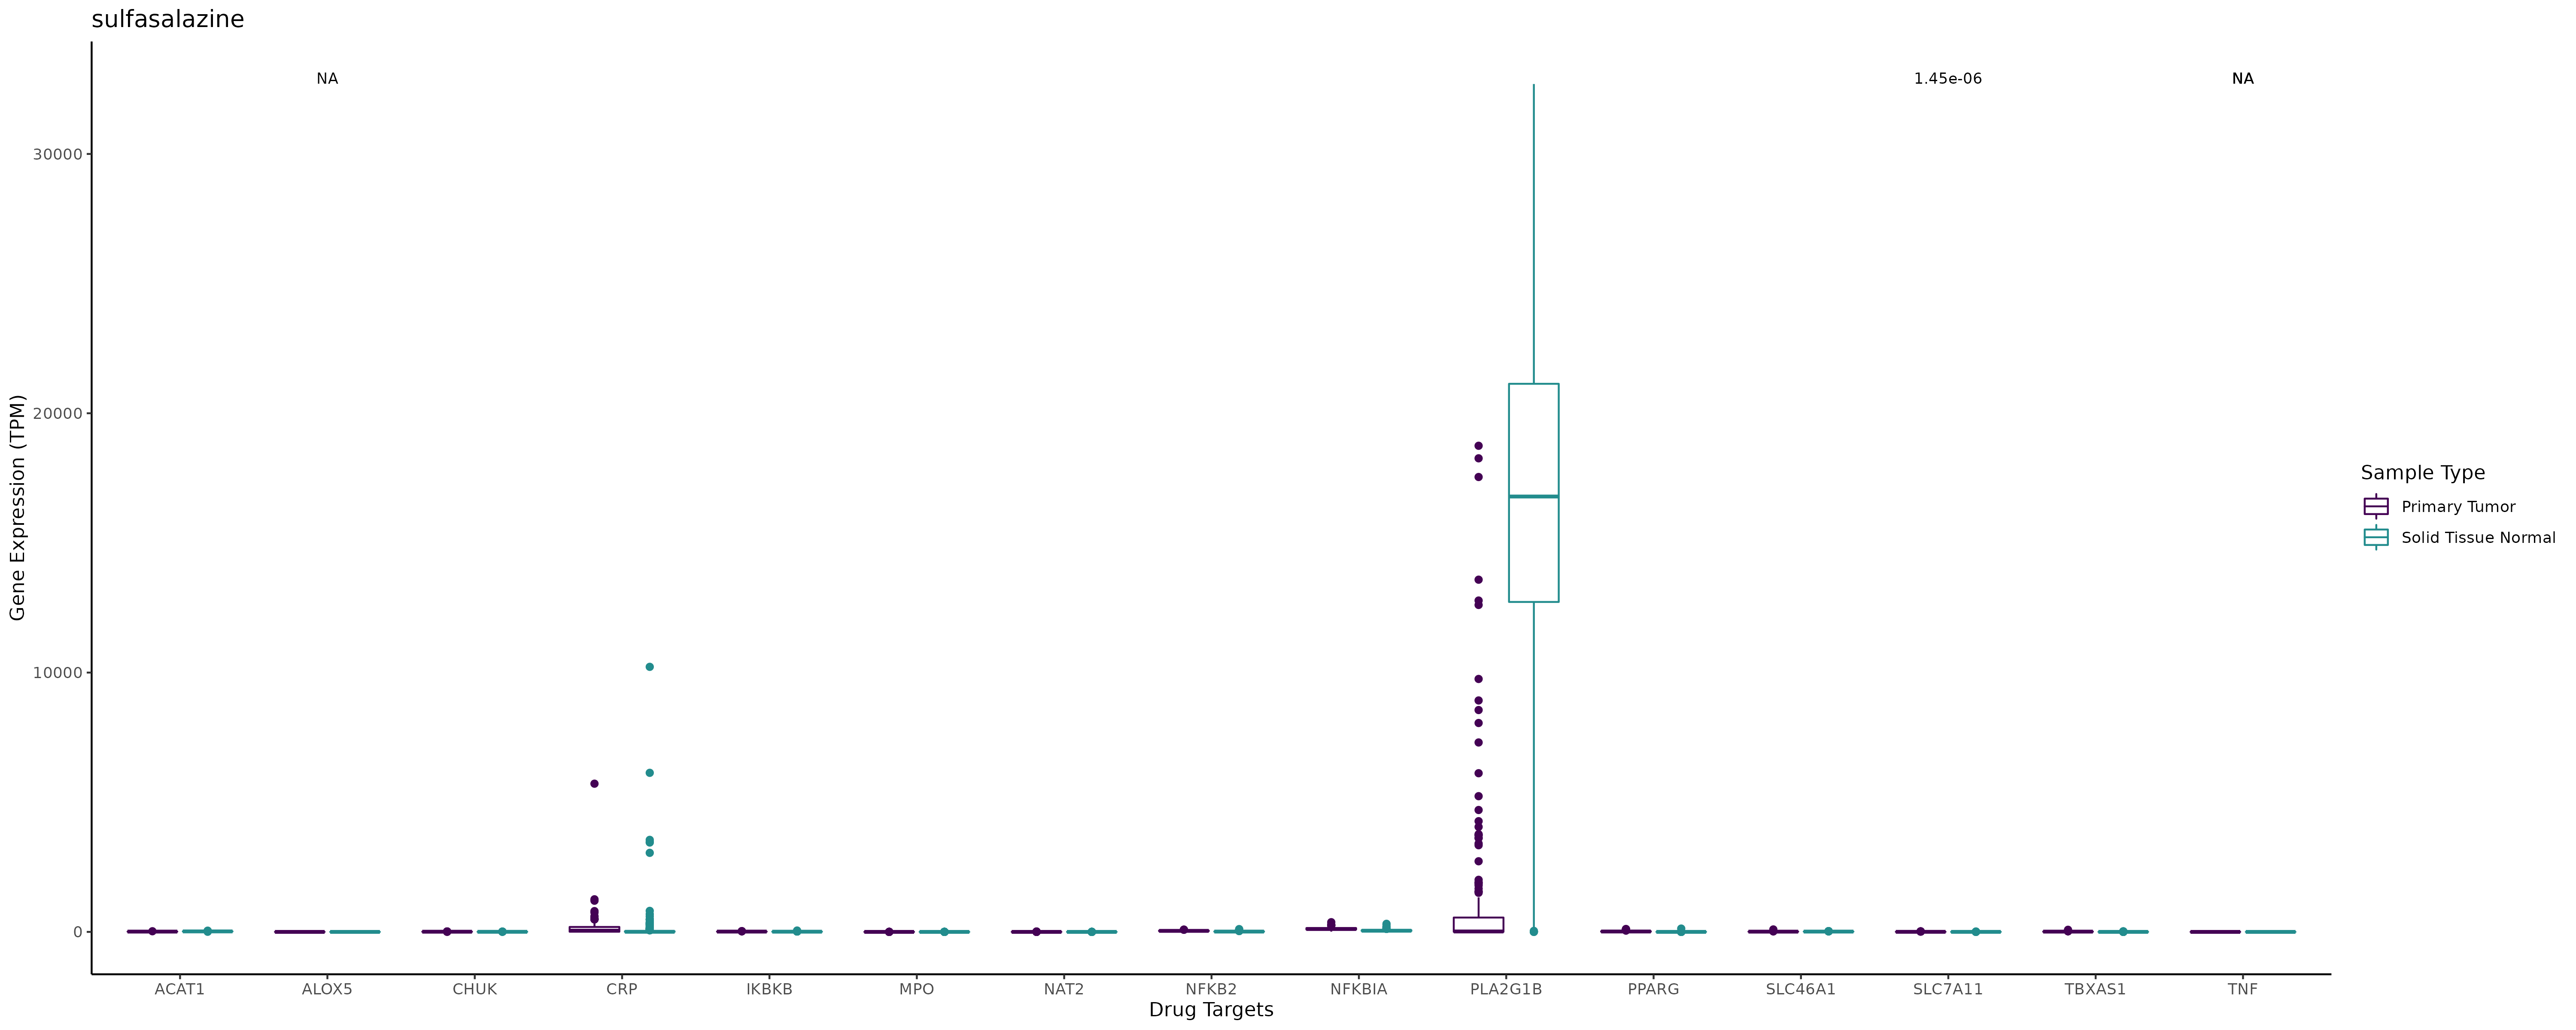 sulfasalazine
NA
1.45e-06
NA
30000
20000
10000
0
Gene Expression (TPM)
ACAT1
ALOX5
CHUK
CRP
IKBKB
MPO
NAT2
NFKB2
NFKBIA
PLA2G1B
PPARG
SLC46A1
SLC7A11
TBXAS1
TNF
Drug Targets
Sample Type
Primary Tumor
Solid Tissue Normal